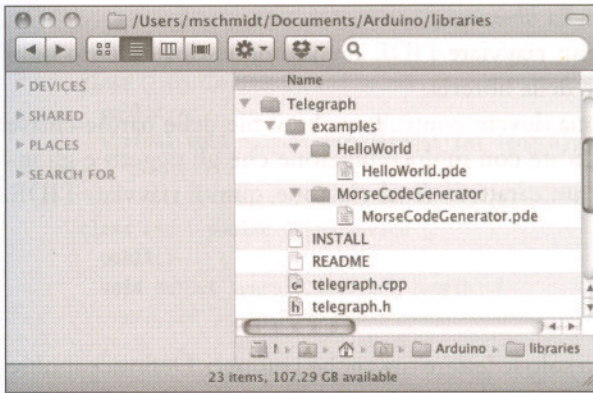 /Users/mschmidt/Documents/Arduino/libraries
DEVICES
SHARED
PLACES
SEARCH FOR
Name
Telegraph
examples
HelloWorld
HelloWorld.pde
MorseCodeGenerator
MorseCodeGenerator.pde
INSTALL
README
telegraph.cpp
telegraph.h
Arduino
libraries
23 items, 107.29 GB available